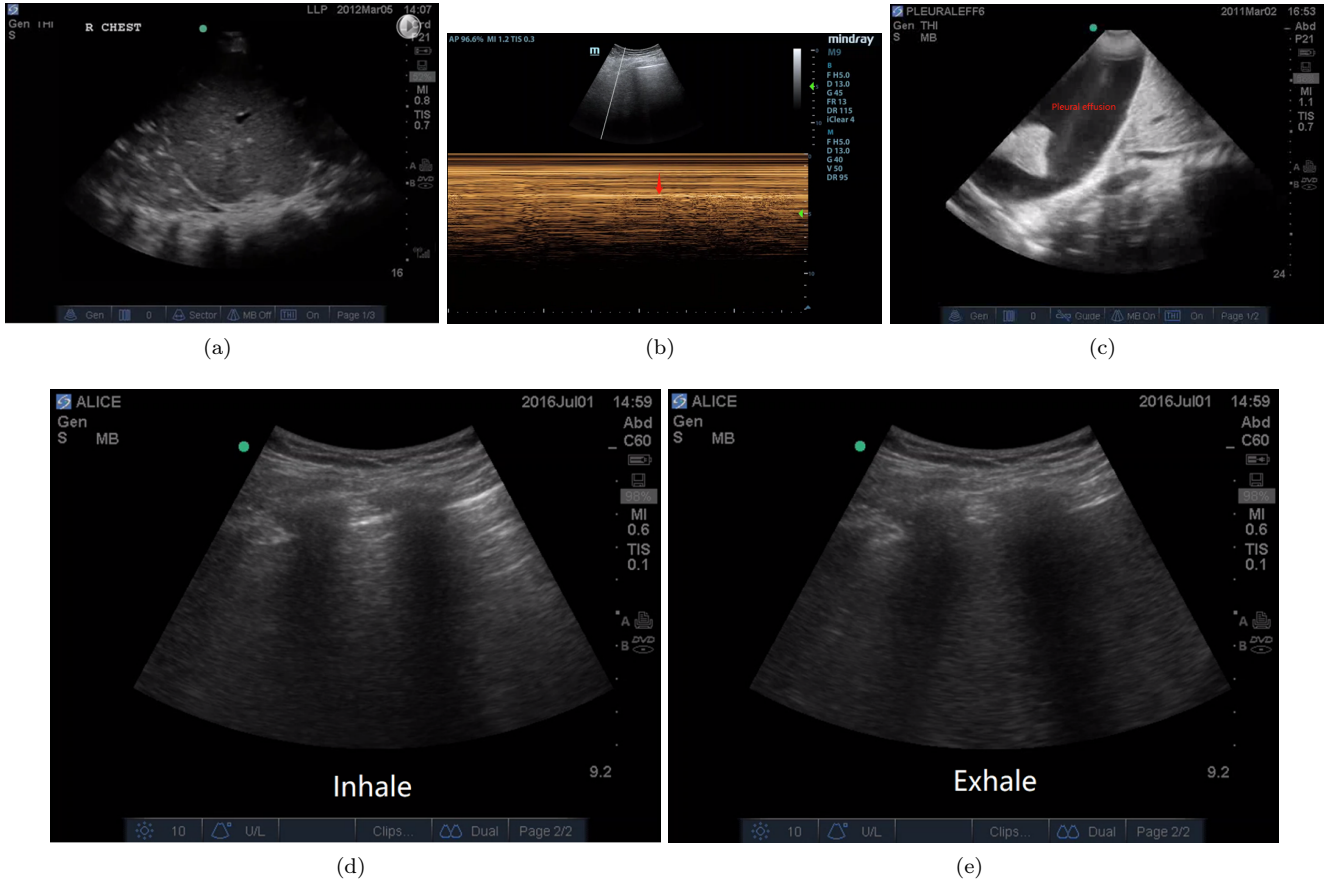 LLP 2012Mar05 14:07
Gen THI
S
R CHEST
P21
MI
0.8
TIS
0.7
A
B DVD
16
Gen 0 Sector MB Off THI On Page 1/3
(a)
AP 96.6% MI 1.2 TIS 0.3
m
mindray
M9
B
F H5.0
D 13.0
G 45
FR 13
DR 115
iClear 4
M
F H5.0
D 13.0
G 40
V 50
DR 95
(b)
PLEURALEFF6 2011Mar02 16:53
Gen THI
S MB
Abd
P21
MI
1.1
TIS
0.7
A
B DVD
Pleural effusion
24
Gen 0 Guide MB On THI On Page 1/2
(c)
ALICE 2016Jul01 14:59
Gen
S MB
Abd
C60
98%
MI
0.6
TIS
0.1
A
B DVD
9.2
Inhale
10 U/L Clips... Dual Page 2/2
(d)
ALICE 2016Jul01 14:59
Gen
S MB
Abd
C60
98%
MI
0.6
TIS
0.1
A
B DVD
9.2
Exhale
10 U/L Clips... Dual Page 2/2
(e)